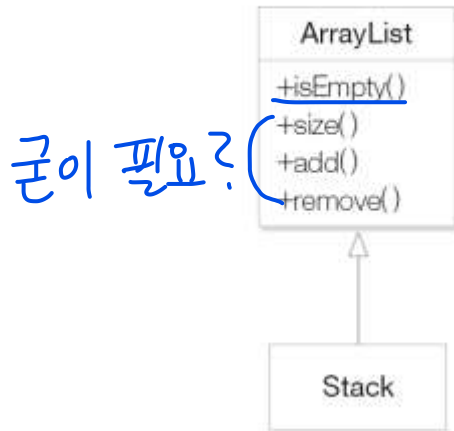 ArrayList
+isEmpty()
+size()
+add()
+remove()
굳이 필요?
Stack